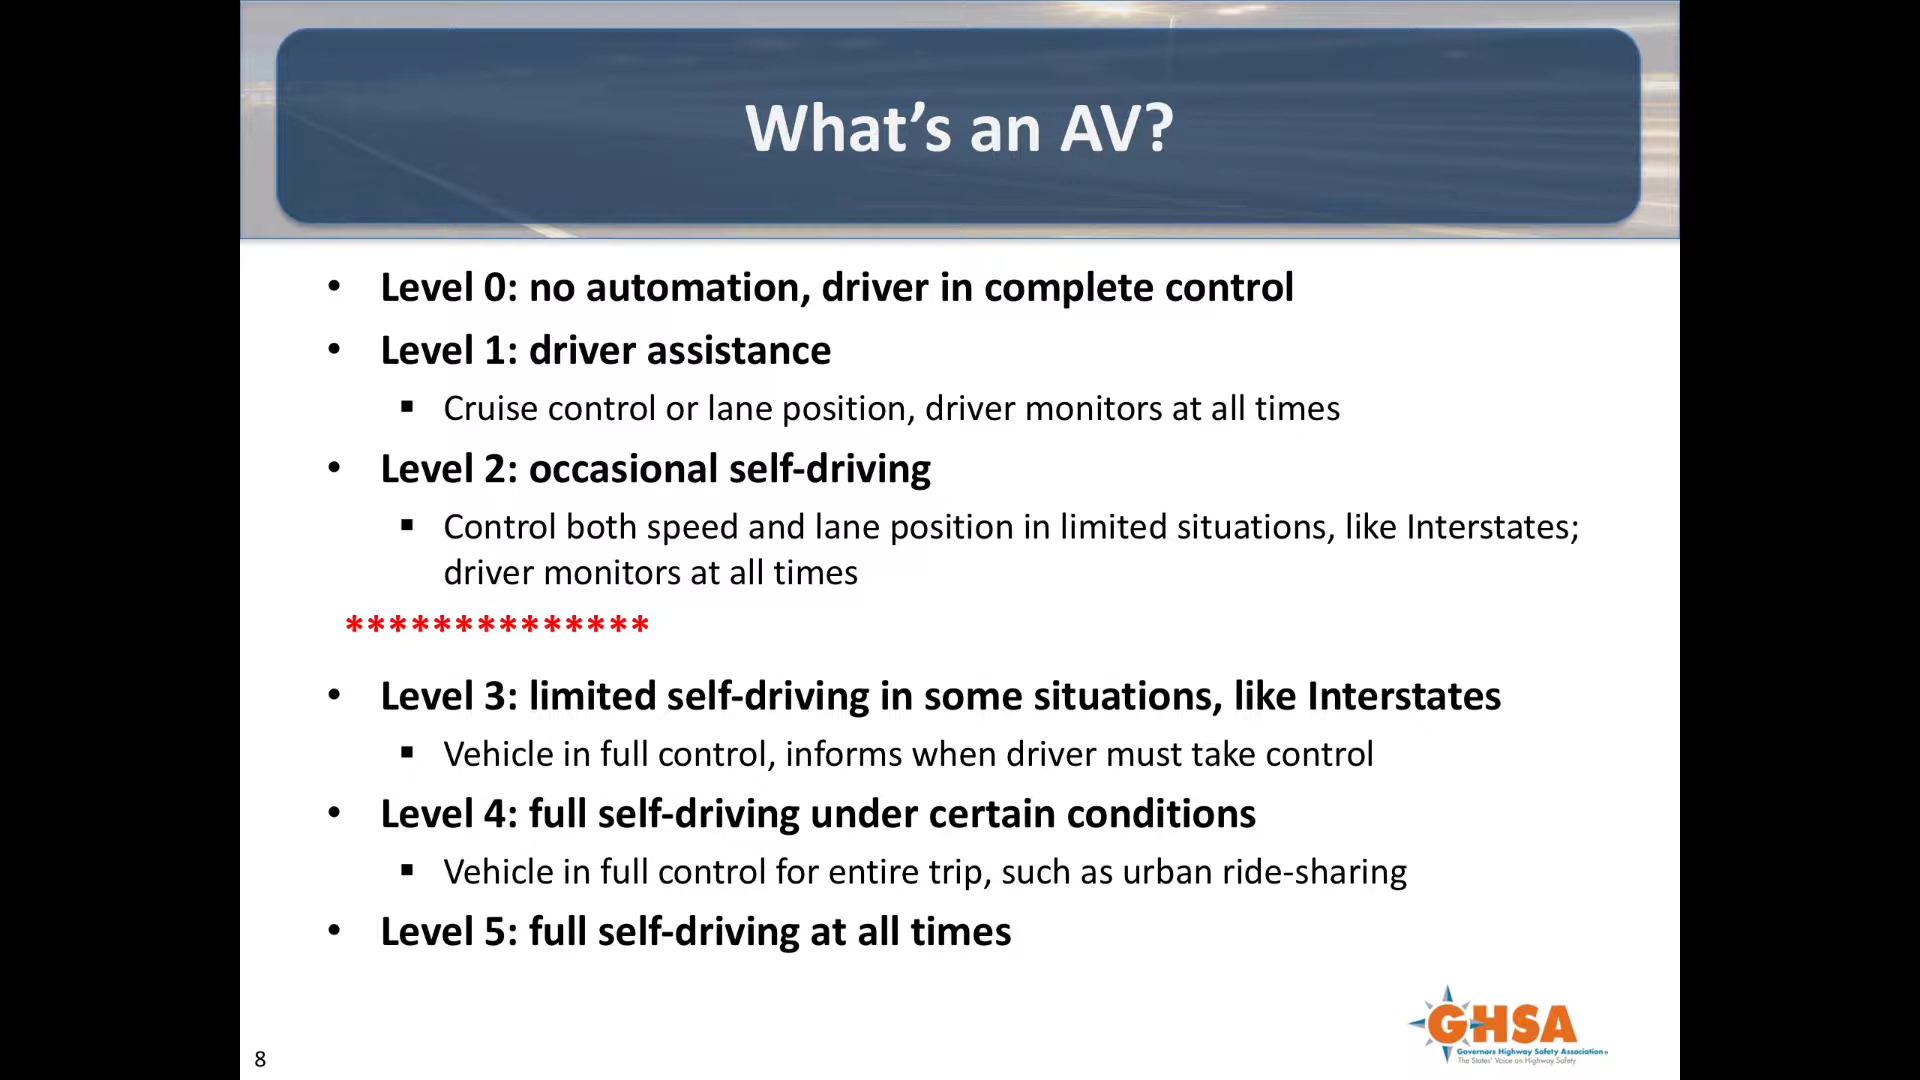 What's an AV?
• Level 0: no automation, driver in complete control
• Level 1: driver assistance
▪ Cruise control or lane position, driver monitors at all times
• Level 2: occasional self-driving
▪ Control both speed and lane position in limited situations, like Interstates;
driver monitors at all times
**************
• Level 3: limited self-driving in some situations, like Interstates
▪ Vehicle in full control, informs when driver must take control
• Level 4: full self-driving under certain conditions
▪ Vehicle in full control for entire trip, such as urban ride-sharing
• Level 5: full self-driving at all times
GHSA
Governors Highway Safety Association
The States' Voice on Highway Safety
8